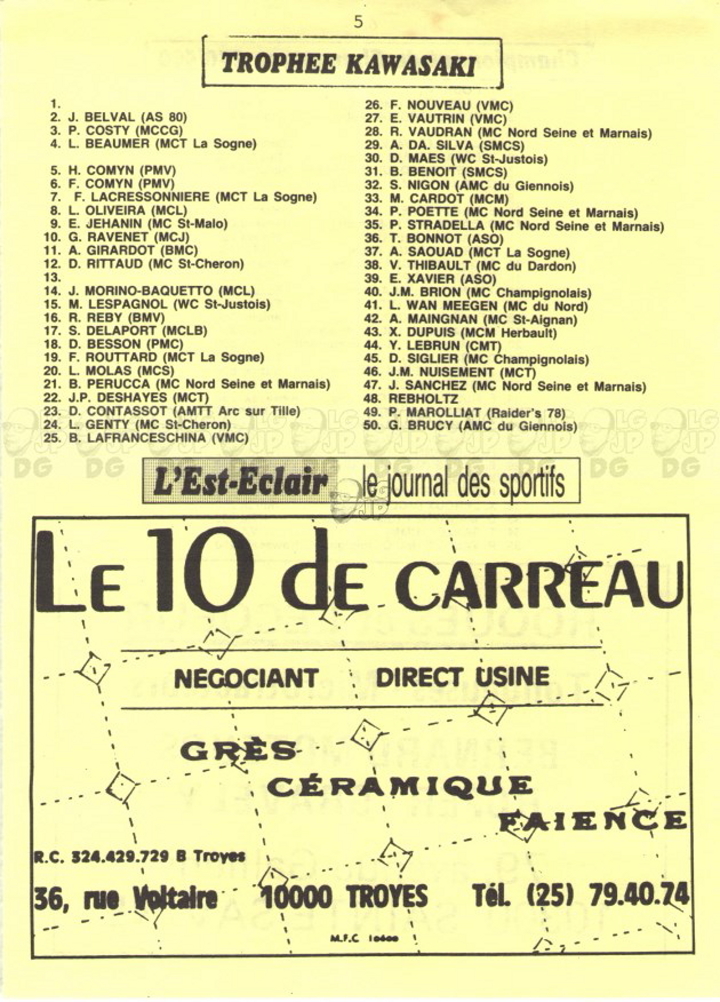 5
TROPHEE KAWASAKI
1.
2. J. BELVAL (AS 80)
3. P. COSTY (MCCG)
4. L. BEAUMER (MCT La Sogne)
5. H. COMYN (PMV)
6. F. COMYN (PMV)
7. F. LACRESSONNIERE (MCT La Sogne)
8. L. OLIVEIRA (MCL)
9. E. JEHANIN (MC St-Malo)
10. G. RAVENET (MCJ)
11. A. GIRARDOT (BMC)
12. D. RITTAUD (MC St-Cheron)
13.
14. J. MORINO-BAQUETTO (MCL)
15. M. LESPAGNOL (WC St-Justois)
16. R. REBY (BMV)
17. S. DELAPORT (MCLB)
18. D. BESSON (PMC)
19. F. ROUTTARD (MCT La Sogne)
20. L. MOLAS (MCS)
21. B. PERUCCA (MC Nord Seine et Marnais)
22. J.P. DESHAYES (MCT)
23. D. CONTASSOT (AMTT Arc sur Tille)
24. L. GENTY (MC St-Cheron)
25. B. LAFRANCESCHINA (VMC)
26. F. NOUVEAU (VMC)
27. E. VAUTRIN (VMC)
28. R. VAUDRAN (MC Nord Seine et Marnais)
29. A. DA. SILVA (SMCS)
30. D. MAES (WC St-Justois)
31. B. BENOIT (SMCS)
32. S. NIGON (AMC du Giennois)
33. M. CARDOT (MCM)
34. P. POETTE (MC Nord Seine et Marnais)
35. P. STRADELLA (MC Nord Seine et Marnais)
36. T. BONNOT (ASO)
37. A. SAOUAD (MCT La Sogne)
38. V. THIBAULT (MC du Dardon)
39. E. XAVIER (ASO)
40. J.M. BRION (MC Champignolais)
41. L. WAN MEEGEN (MC du Nord)
42. A. MAINGNAN (MC St-Aignan)
43. X. DUPUIS (MCM Herbault)
44. Y. LEBRUN (CMT)
45. D. SIGLIER (MC Champignolais)
46. J.M. NUISEMENT (MCT)
47. J. SANCHEZ (MC Nord Seine et Marnais)
48. REBHOLTZ
49. P. MAROLLIAT (Raider's 78)
50. G. BRUCY (AMC du Giennois)
L'Est-Eclair le journal des sportifs
LE 10 de CARREAU
NEGOCIANT DIRECT USINE
GRÈS
CÉRAMIQUE
FAIENCE
R.C. 324.429.729 B Troyes
36, rue Voltaire 10000 TROYES Tél. (25) 79.40.74
M.F.C